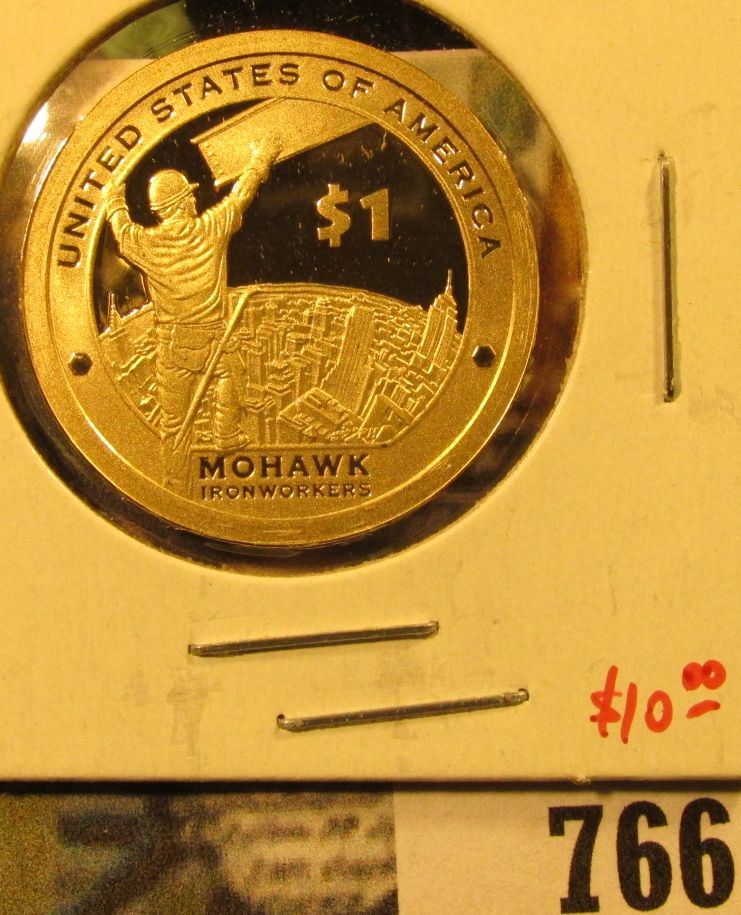 UNITED STATES OF AMERICA
$1
MOHAWK
IRONWORKERS
$10.00
766